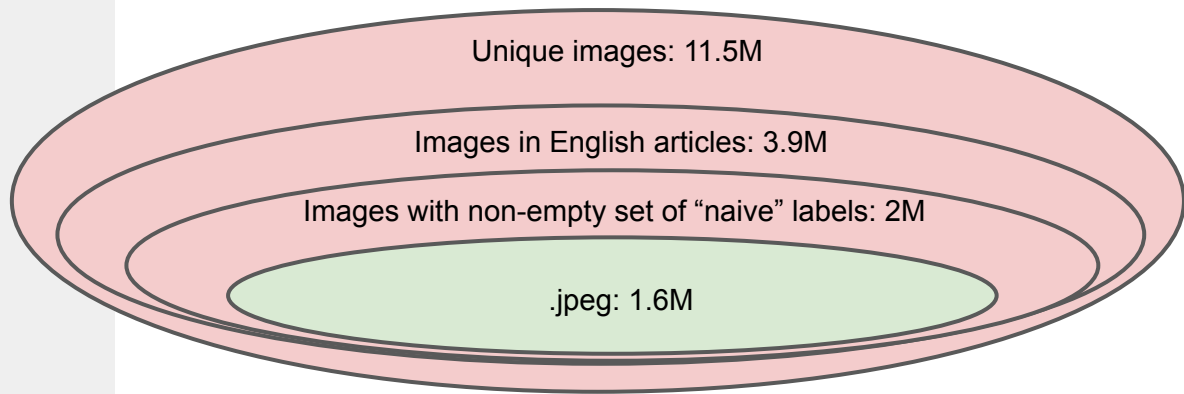 Unique images: 11.5M
Images in English articles: 3.9M
Images with non-empty set of “naive” labels: 2M
.jpeg: 1.6M